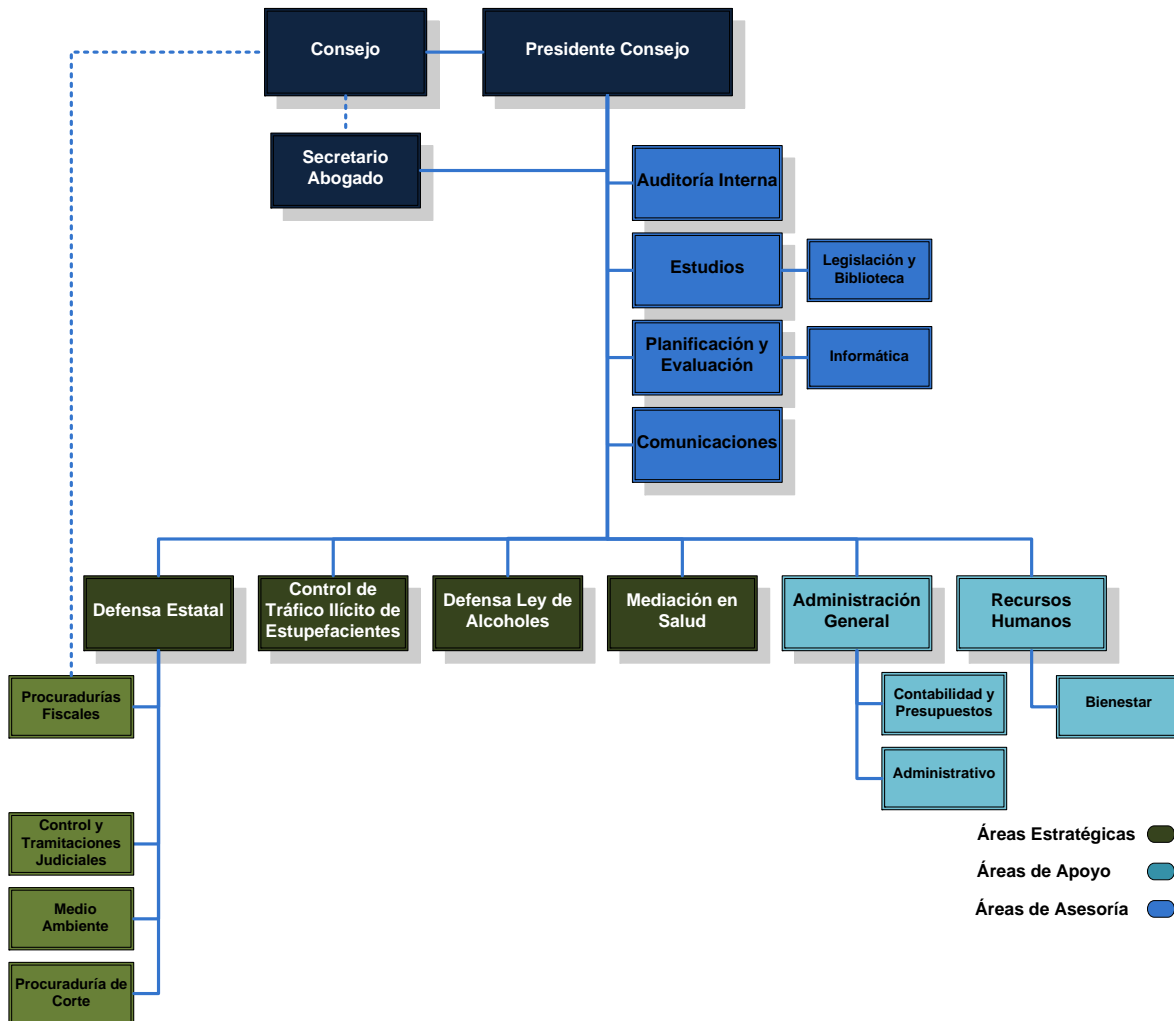 Consejo
Presidente Consejo
Secretario
Abogado
Auditoría Interna
Estudios
Legislación y
Biblioteca
Planificación y
Evaluación
Informática
Comunicaciones
Defensa Estatal
Control de
Tráfico Ilícito de
Estupefacientes
Defensa Ley de
Alcoholes
Mediación en
Salud
Administración
General
Recursos
Humanos
Procuradurías
Fiscales
Contabilidad y
Presupuestos
Bienestar
Administrativo
Control y
Tramitaciones
Judiciales
Medio
Ambiente
Procuraduría de
Corte
Áreas Estratégicas
Áreas de Apoyo
Áreas de Asesoría